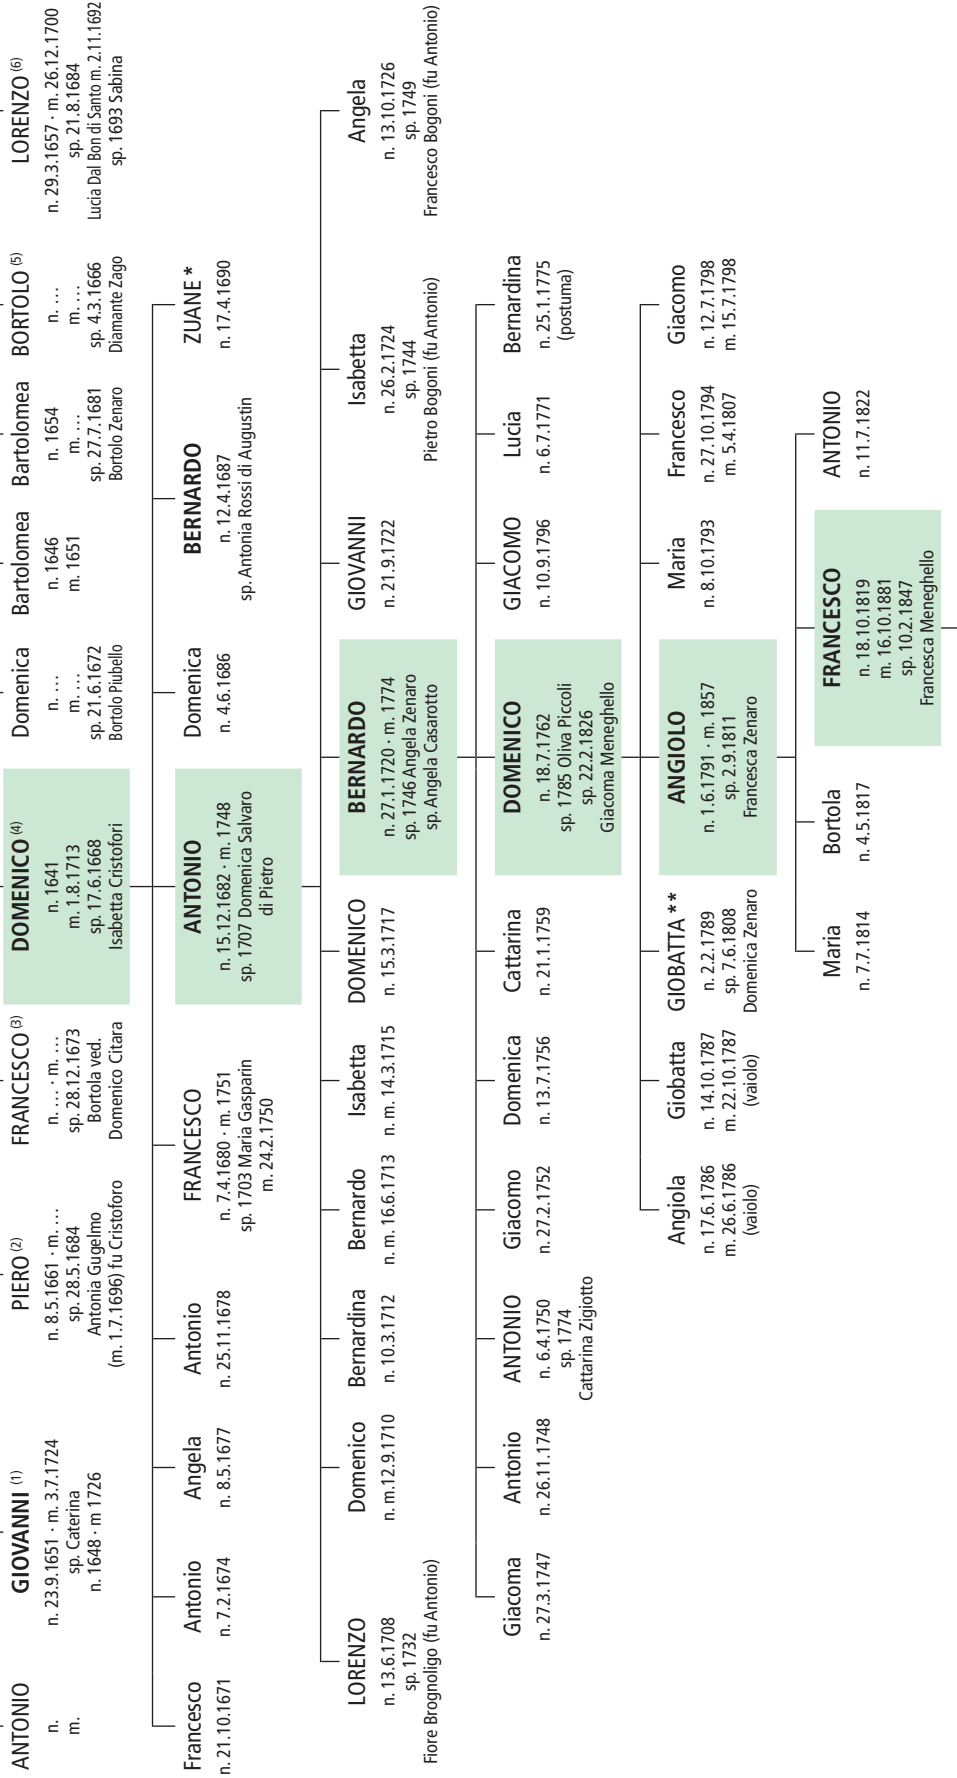 ANTONIO
n.
m.
GIOVANNI (1)
n. 23.9.1651 · m. 3.7.1724
sp. Caterina
n. 1648 · m 1726
PIERO (2)
n. 8.5.1661 · m. ...
sp. 28.5.1684
Antonia Gugelmo
(m. 1.7.1696) fu Cristoforo
FRANCESCO (3)
n. ... · m. ...
sp. 28.12.1673
Bortola ved.
Domenico Citara
DOMENICO (4)
n. 1641
m. 1.8.1713
sp. 17.6.1668
Isabetta Cristofori
Domenica
n. ...
m. ...
sp. 21.6.1672
Bortolo Piubello
Bartolomea
n. 1646
m. 1651
Bartolomea
n. 1654
m. ...
sp. 27.7.1681
Bortolo Zenaro
BORTOLO (5)
n. ...
m. ...
sp. 4.3.1666
Diamante Zago
LORENZO (6)
n. 29.3.1657 · m. 26.12.1700
sp. 21.8.1684
Lucia Dal Bon di Santo m. 2.11.1692
sp. 1693 Sabina
Francesco
n. 21.10.1671
Antonio
n. 7.2.1674
Angela
n. 8.5.1677
Antonio
n. 25.11.1678
FRANCESCO
n. 7.4.1680 · m. 1751
sp. 1703 Maria Gasparin
m. 24.2.1750
ANTONIO
n. 15.12.1682 · m. 1748
sp. 1707 Domenica Salvaro
di Pietro
Domenica
n. 4.6.1686
BERNARDO
n. 12.4.1687
sp. Antonia Rossi di Augustin
ZUANE *
n. 17.4.1690
LORENZO
n. 13.6.1708
sp. 1732
Fiore Brognoligo (fu Antonio)
Domenico
n. m.12.9.1710
Bernardina
n. 10.3.1712
Bernardo
n. m. 16.6.1713
Isabetta
n. m. 14.3.1715
DOMENICO
n. 15.3.1717
BERNARDO
n. 27.1.1720 · m. 1774
sp. 1746 Angela Zenaro
sp. Angela Casarotto
GIOVANNI
n. 21.9.1722
Isabetta
n. 26.2.1724
sp. 1744
Pietro Bogoni (fu Antonio)
Angela
n. 13.10.1726
sp. 1749
Francesco Bogoni (fu Antonio)
Giacoma
n. 27.3.1747
Antonio
n. 26.11.1748
ANTONIO
n. 6.4.1750
sp. 1774
Cattarina Zigiotto
Giacomo
n. 27.2.1752
Domenica
n. 13.7.1756
Cattarina
n. 21.1.1759
DOMENICO
n. 18.7.1762
sp. 1785 Oliva Piccoli
sp. 22.2.1826
Giacoma Meneghello
GIACOMO
n. 10.9.1796
Lucia
n. 6.7.1771
Bernardina
n. 25.1.1775
(postuma)
Angiola
n. 17.6.1786
m. 26.6.1786
(vaiolo)
Giobatta
n. 14.10.1787
m. 22.10.1787
(vaiolo)
GIOBATTA **
n. 2.2.1789
sp. 7.6.1808
Domenica Zenaro
ANGIOLO
n. 1.6.1791 · m. 1857
sp. 2.9.1811
Francesca Zenaro
Maria
n. 8.10.1793
Francesco
n. 27.10.1794
m. 5.4.1807
Giacomo
n. 12.7.1798
m. 15.7.1798
Maria
n. 7.7.1814
Bortola
n. 4.5.1817
FRANCESCO
n. 18.10.1819
m. 16.10.1881
sp. 10.2.1847
Francesca Meneghello
ANTONIO
n. 11.7.1822